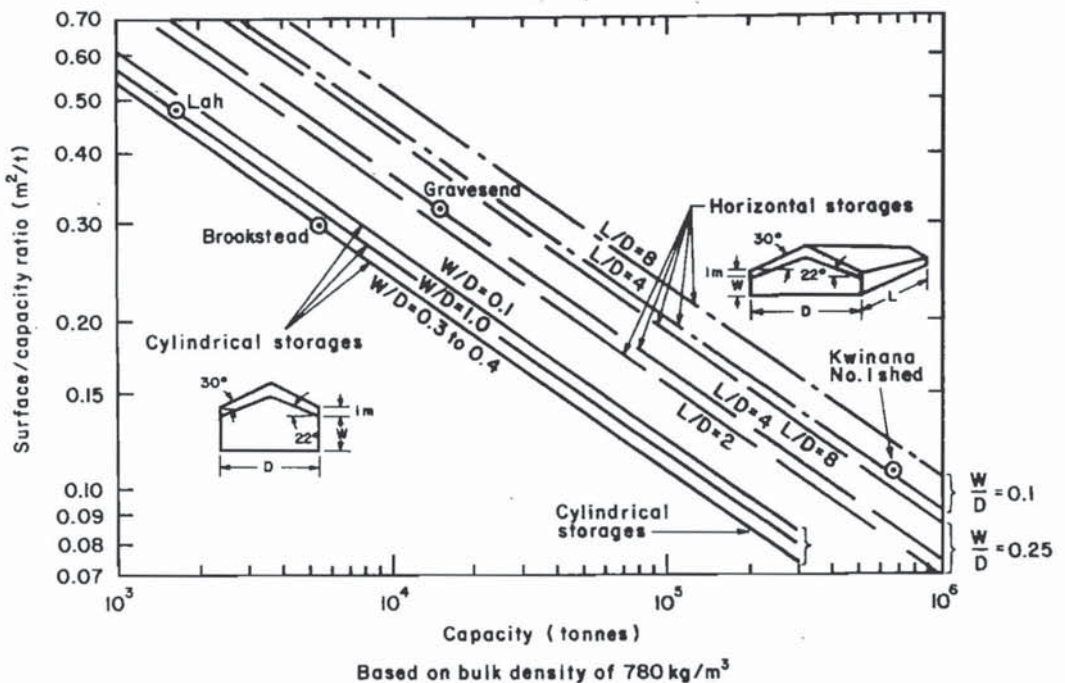 0.70
0.60
0.50
0.40
0.30
0.20
0.15
0.10
0.09
0.08
0.07
Surface/capacity ratio (m²/t)
Lah
Gravesend
Brookstead
Horizontal storages
L/D=8
L/D=4
30°
1m
W
22°
D
L
W/D=0.1
W/D=1.0
W/D=0.3 to 0.4
Cylindrical storages
30°
22°
1m
W
D
Kwinana
No.1 shed
L/D=4
L/D=8
L/D=2
Cylindrical
storages
W/D =0.1
W/D =0.25
10³
10⁴
10⁵
10⁶
Capacity (tonnes)
Based on bulk density of 780 kg/m³